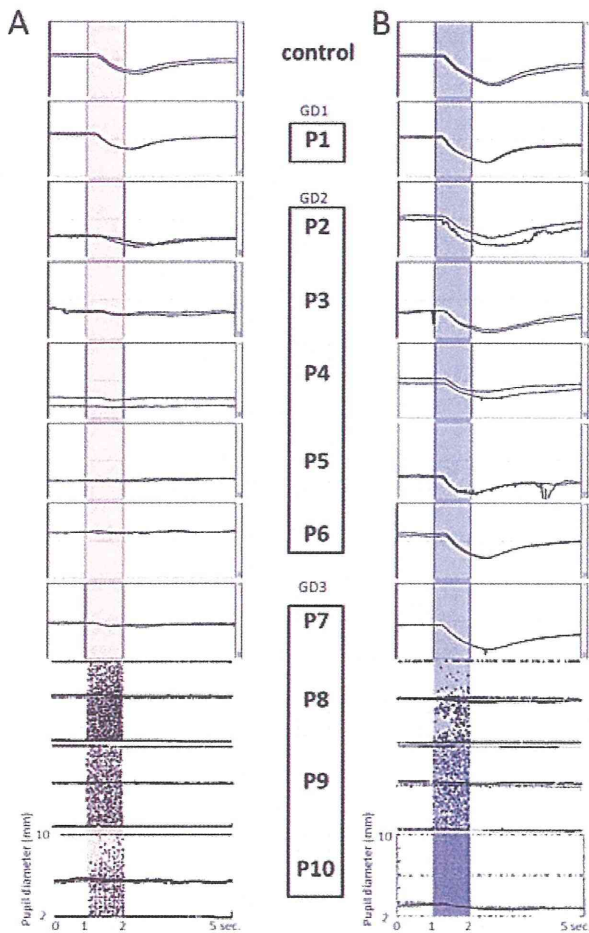 A
control
B
GD1
P1
GD2
P2
P3
P4
P5
P6
GD3
P7
P8
P9
P10
Pupil diameter (mm)
10
2
0 1 2 5 sec.
Pupil diameter (mm)
10
2
0 1 2 5 sec.